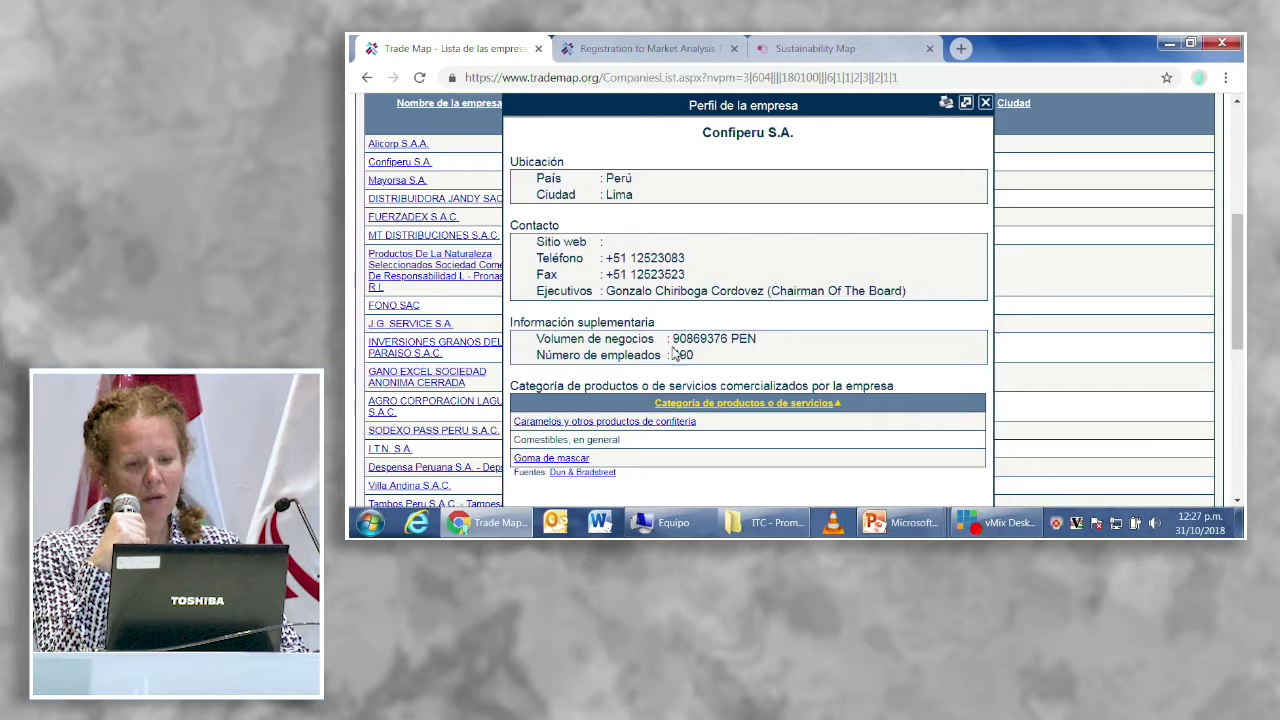 Trade Map - Lista de las empresa
Registration to Market Analysis T
Sustainability Map
https://www.trademap.org/CompaniesList.aspx?nvpm=3|604||||180100|||6|1|1|2|3||2|1|1
Nombre de la empresa
Perfil de la empresa
Ciudad
Confiperu S.A.
Alicorp S.A.A.
Confiperu S.A.
Mayorsa S.A.
DISTRIBUIDORA JANDY SAC
FUERZADEX S.A.C.
MT DISTRIBUCIONES S.A.C.
Productos De La Naturaleza
Seleccionados Sociedad Come
De Responsabilidad L - Pronas
R L
FONO SAC
J.G. SERVICE S.A.
INVERSIONES GRANOS DEL
PARAISO S.A.C.
GANO EXCEL SOCIEDAD
ANONIMA CERRADA
AGRO CORPORACION LAGU
S.A.C.
SODEXO PASS PERU S.A.C.
I.T.N. S.A.
Despensa Peruana S.A - Deps
Villa Andina S.A.C.
Tambos Peru S.A.C - Tampes
Ubicación
País : Perú
Ciudad : Lima
Contacto
Sitio web :
Teléfono : +51 12523083
Fax : +51 12523523
Ejecutivos : Gonzalo Chiriboga Cordovez (Chairman Of The Board)
Información suplementaria
Volumen de negocios : 90869376 PEN
Número de empleados :
Categoría de productos o de servicios comercializados por la empresa
Categoría de productos o de servicios
Caramelos y otros productos de confitería
Comestibles, en general
Goma de mascar
Fuentes: Dun & Bradstreet
Trade Map...
Equipo
ITC - Prom...
Microsoft...
vMix Desk...
12:27 p.m.
31/10/2018
TOSHIBA